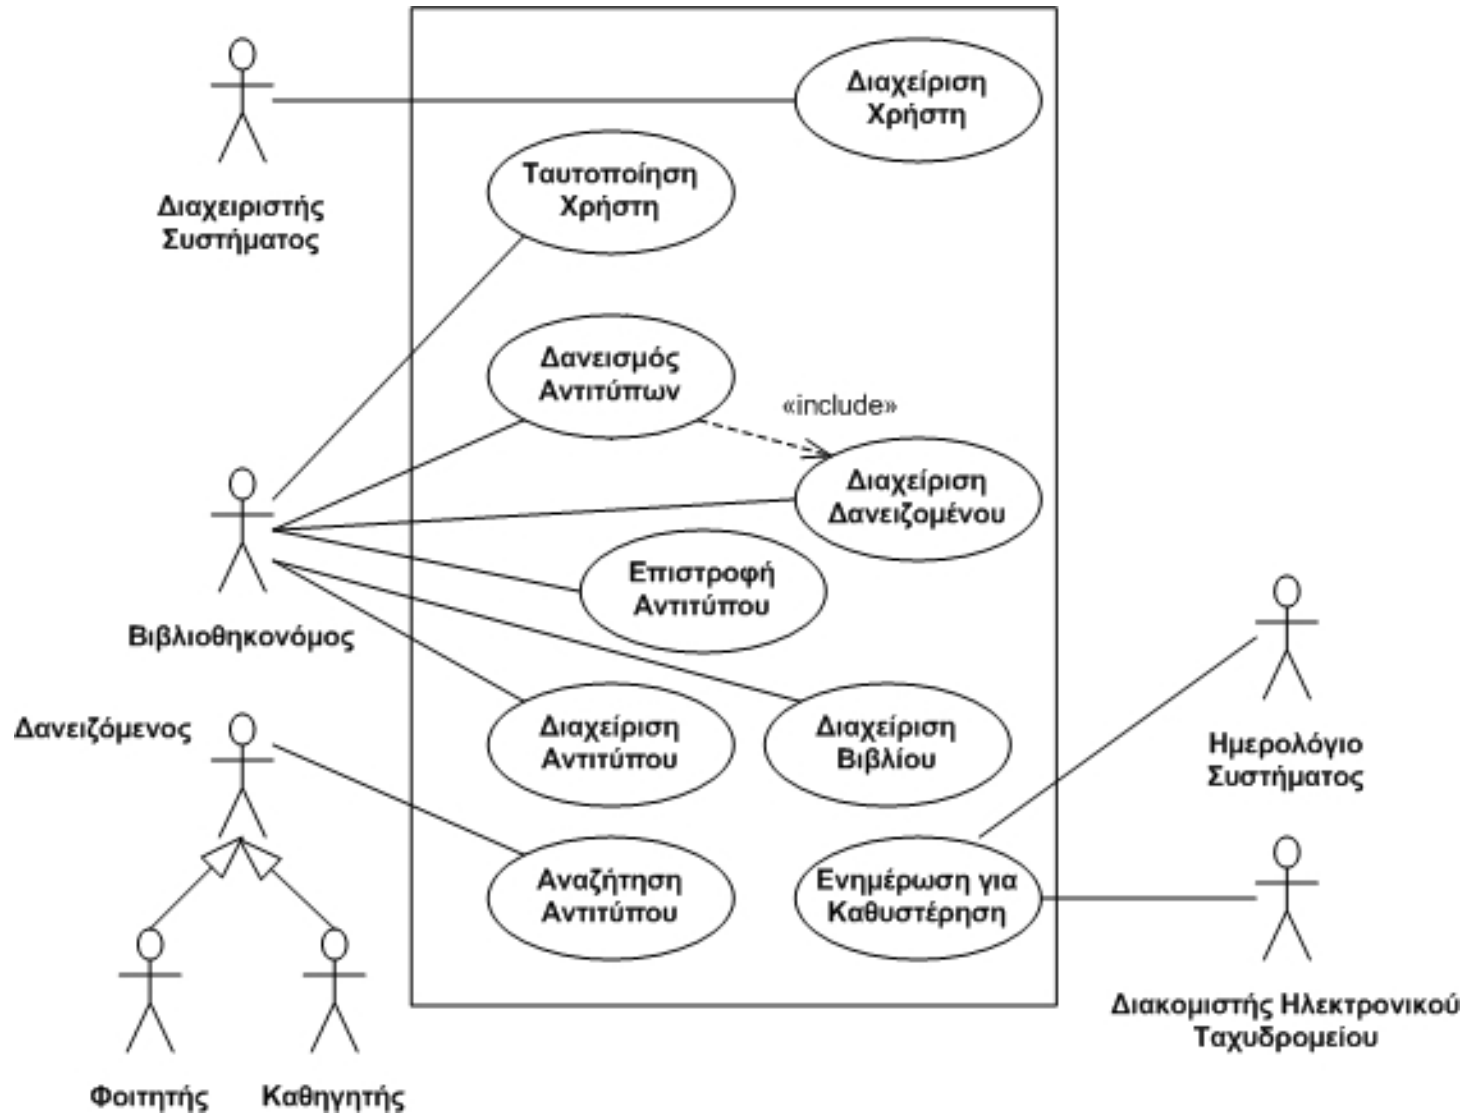 Διαχείριση
Χρήστη
Ταυτοποίηση
Χρήστη
Διαχειριστής
Συστήματος
Δανεισμός
Αντιτύπων
«include»
Διαχείριση
Δανειζομένου
Επιστροφή
Αντιτύπου
Βιβλιοθηκονόμος
Δανειζόμενος
Διαχείριση
Αντιτύπου
Διαχείριση
Βιβλίου
Ημερολόγιο
Συστήματος
Αναζήτηση
Αντιτύπου
Ενημέρωση για
Καθυστέρηση
Διακομιστής Ηλεκτρονικού
Ταχυδρομείου
Φοιτητής
Καθηγητής